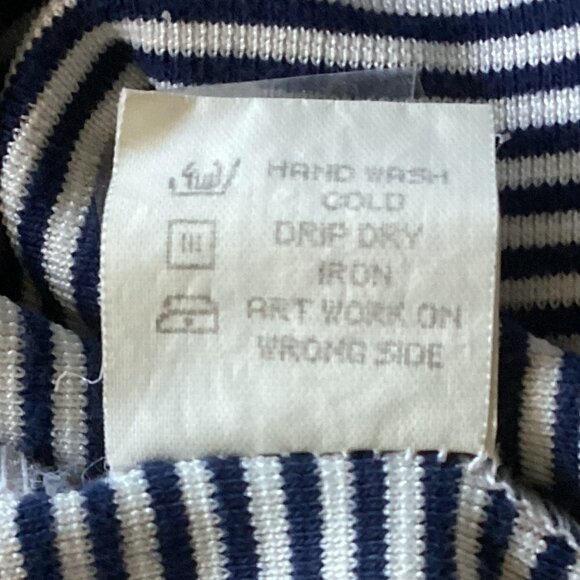 HAND WASH
COLD
DRIP DRY
IRON
ART WORK ON
WRONG SIDE